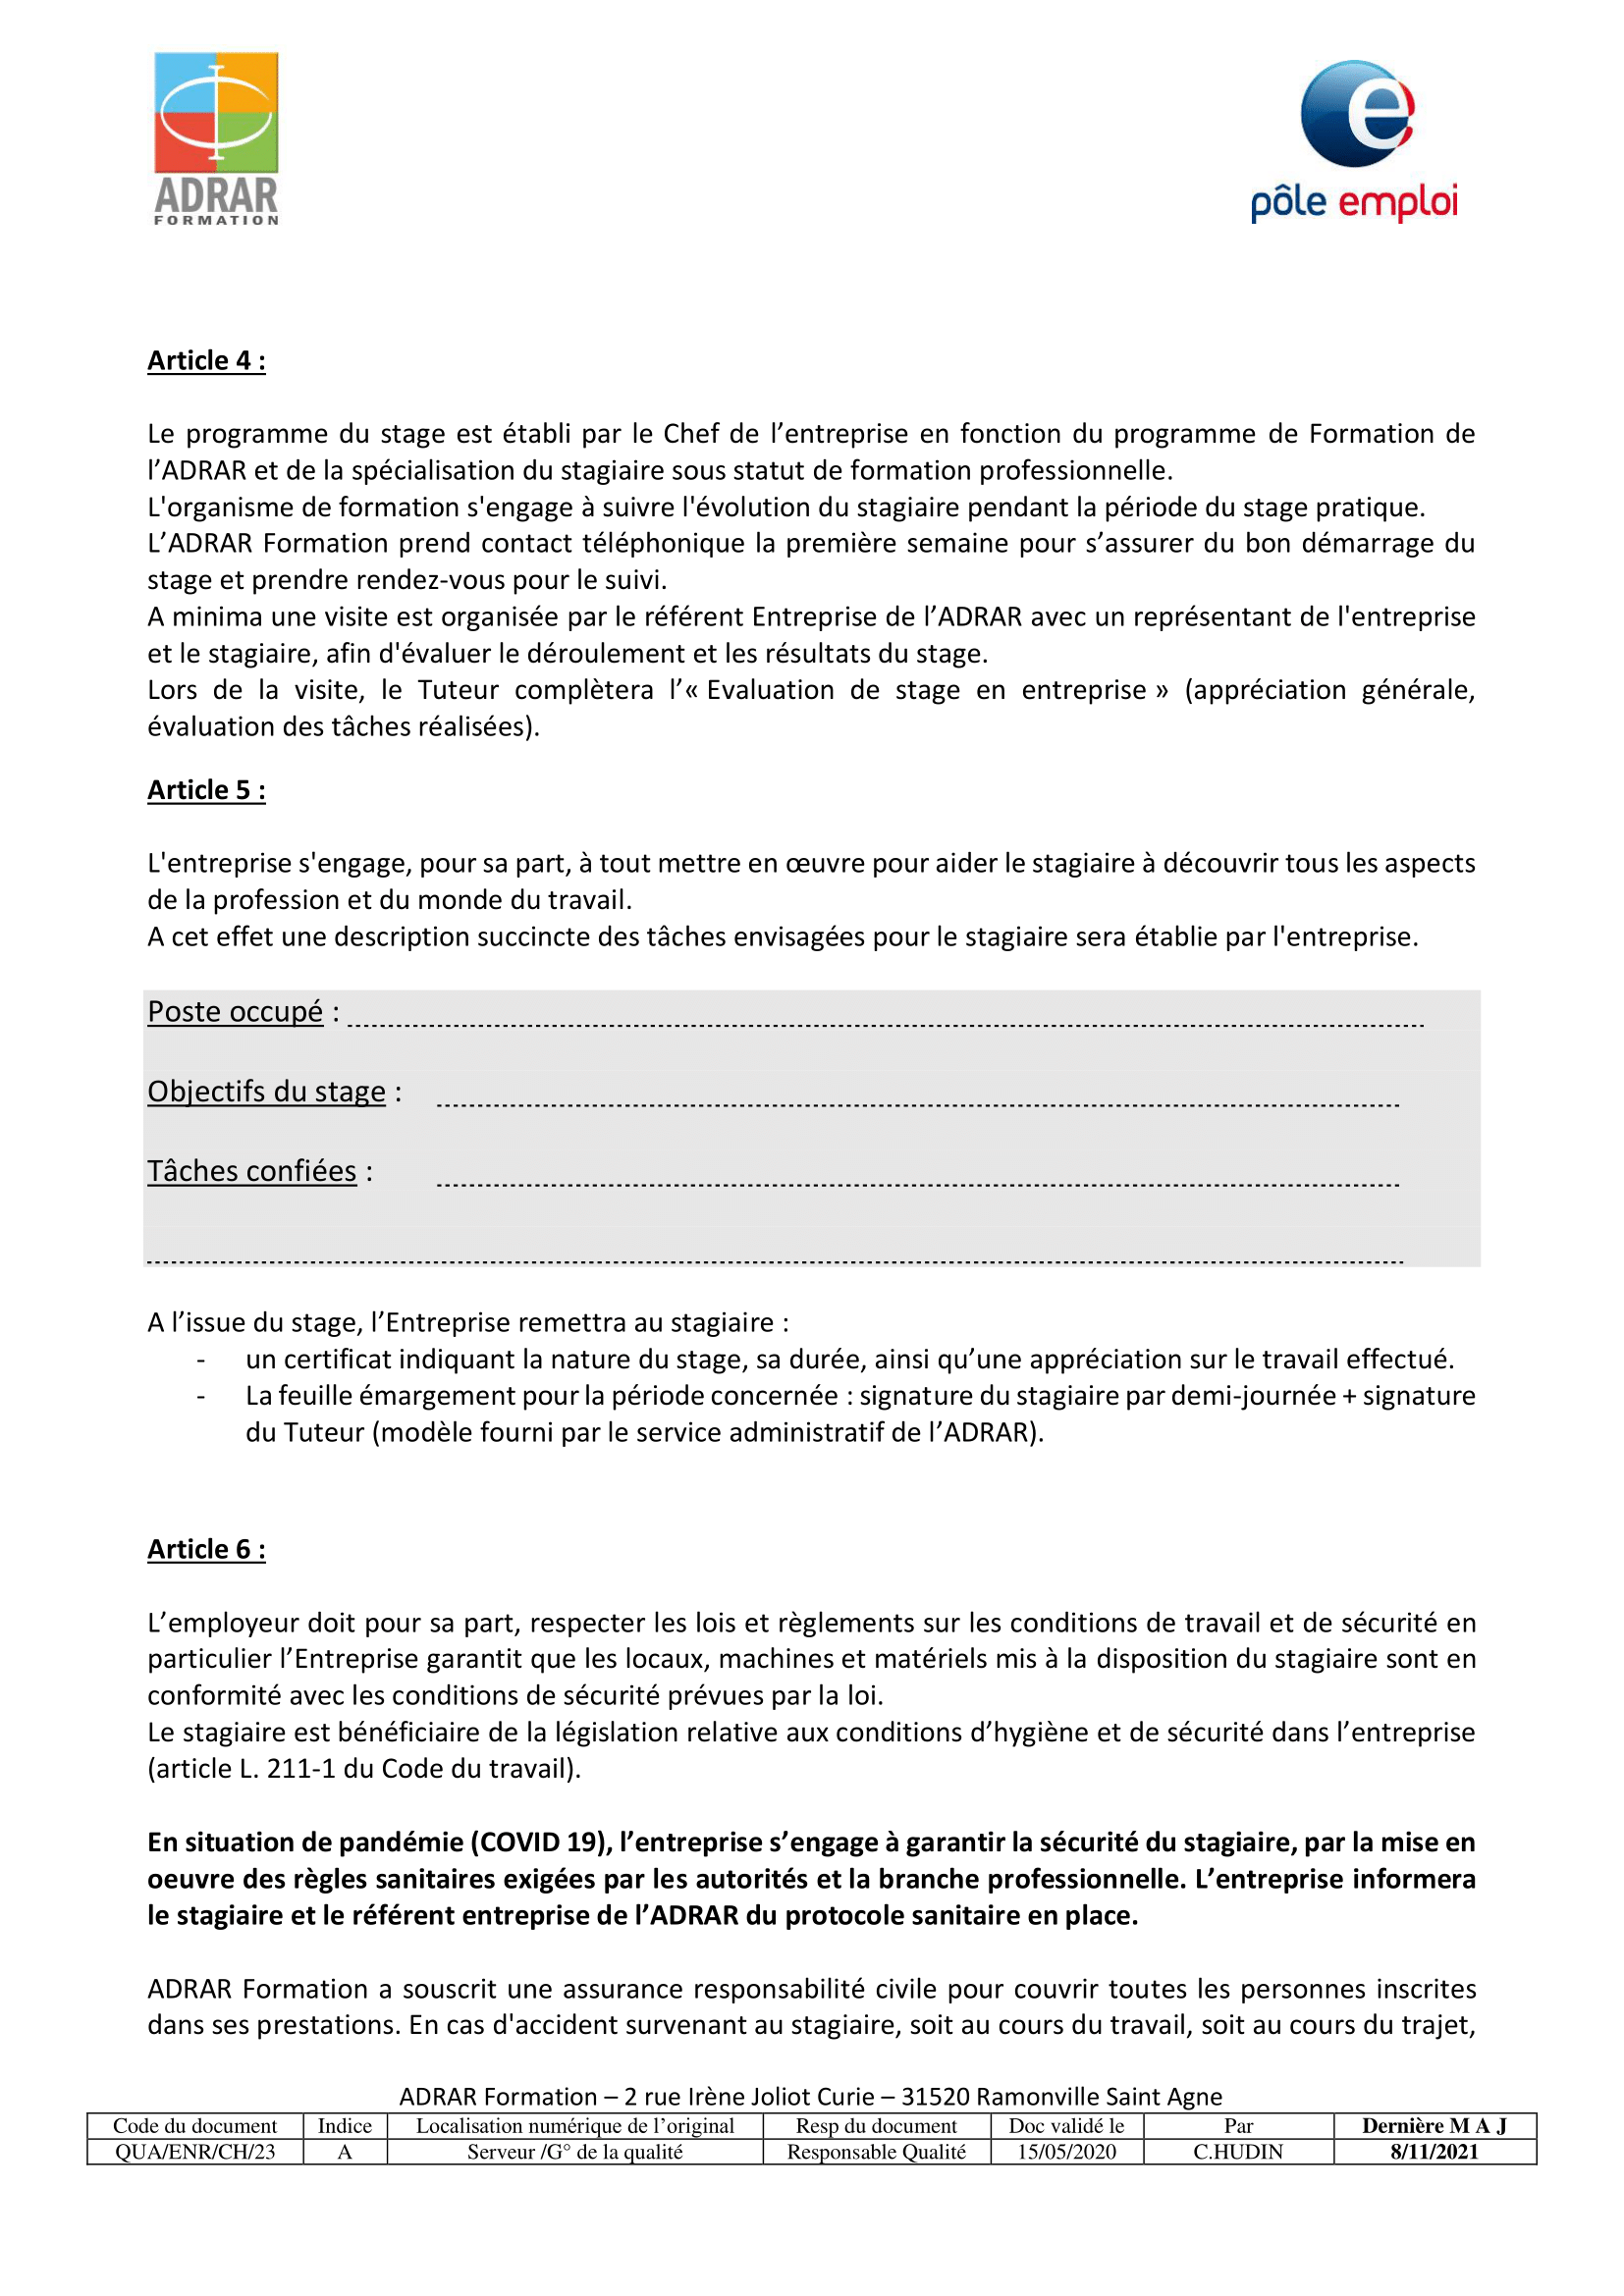 ADRAR
FORMATION
pôle emploi
Article 4 :
Le programme du stage est établi par le Chef de l’entreprise en fonction du programme de Formation de
l’ADRAR et de la spécialisation du stagiaire sous statut de formation professionnelle.
L'organisme de formation s'engage à suivre l'évolution du stagiaire pendant la période du stage pratique.
L’ADRAR Formation prend contact téléphonique la première semaine pour s’assurer du bon démarrage du
stage et prendre rendez-vous pour le suivi.
A minima une visite est organisée par le référent Entreprise de l’ADRAR avec un représentant de l'entreprise
et le stagiaire, afin d'évaluer le déroulement et les résultats du stage.
Lors de la visite, le Tuteur complètera l’« Evaluation de stage en entreprise » (appréciation générale,
évaluation des tâches réalisées).
Article 5 :
L'entreprise s'engage, pour sa part, à tout mettre en œuvre pour aider le stagiaire à découvrir tous les aspects
de la profession et du monde du travail.
A cet effet une description succincte des tâches envisagées pour le stagiaire sera établie par l'entreprise.
Poste occupé :
Objectifs du stage :
Tâches confiées :
A l’issue du stage, l’Entreprise remettra au stagiaire :
- un certificat indiquant la nature du stage, sa durée, ainsi qu’une appréciation sur le travail effectué.
- La feuille émargement pour la période concernée : signature du stagiaire par demi-journée + signature
du Tuteur (modèle fourni par le service administratif de l’ADRAR).
Article 6 :
L’employeur doit pour sa part, respecter les lois et règlements sur les conditions de travail et de sécurité en
particulier l’Entreprise garantit que les locaux, machines et matériels mis à la disposition du stagiaire sont en
conformité avec les conditions de sécurité prévues par la loi.
Le stagiaire est bénéficiaire de la législation relative aux conditions d’hygiène et de sécurité dans l’entreprise
(article L. 211-1 du Code du travail).
En situation de pandémie (COVID 19), l’entreprise s’engage à garantir la sécurité du stagiaire, par la mise en
oeuvre des règles sanitaires exigées par les autorités et la branche professionnelle. L’entreprise informera
le stagiaire et le référent entreprise de l’ADRAR du protocole sanitaire en place.
ADRAR Formation a souscrit une assurance responsabilité civile pour couvrir toutes les personnes inscrites
dans ses prestations. En cas d'accident survenant au stagiaire, soit au cours du travail, soit au cours du trajet,
ADRAR Formation – 2 rue Irène Joliot Curie – 31520 Ramonville Saint Agne
Code du document Indice Localisation numérique de l’original Resp du document Doc validé le Par Dernière M A J
QUA/ENR/CH/23 A Serveur /G° de la qualité Responsable Qualité 15/05/2020 C.HUDIN 8/11/2021